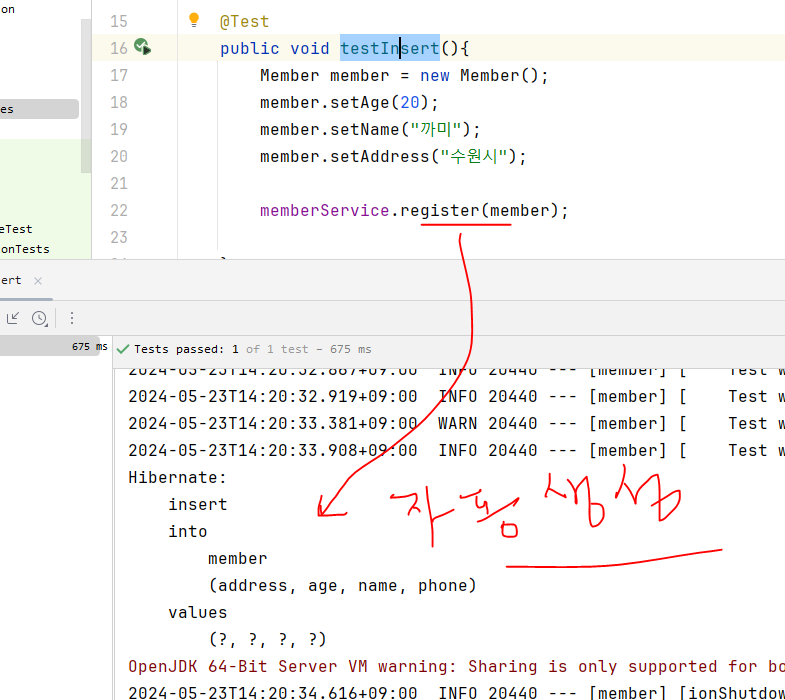 on
15 @Test
16 public void testInsert(){
17 Member member = new Member();
18 member.setAge(20);
es
19 member.setName("까미");
20 member.setAddress("수원시");
21
22 memberService.register(member);
eTest
23
onTests
ert ×
675 ms
Tests passed: 1 of 1 test – 675 ms
2024-05-23T14:20:32.887+09:00 INFO 20440 --- [member] [ Test w
2024-05-23T14:20:32.919+09:00 INFO 20440 --- [member] [ Test w
2024-05-23T14:20:33.381+09:00 WARN 20440 --- [member] [ Test w
2024-05-23T14:20:33.908+09:00 INFO 20440 --- [member] [ Test w
Hibernate:
insert
자동 생성
into
member
(address, age, name, phone)
values
(?, ?, ?, ?)
OpenJDK 64-Bit Server VM warning: Sharing is only supported for bo
2024-05-23T14:20:34.616+09:00 INFO 20440 --- [member] [ionShutdow